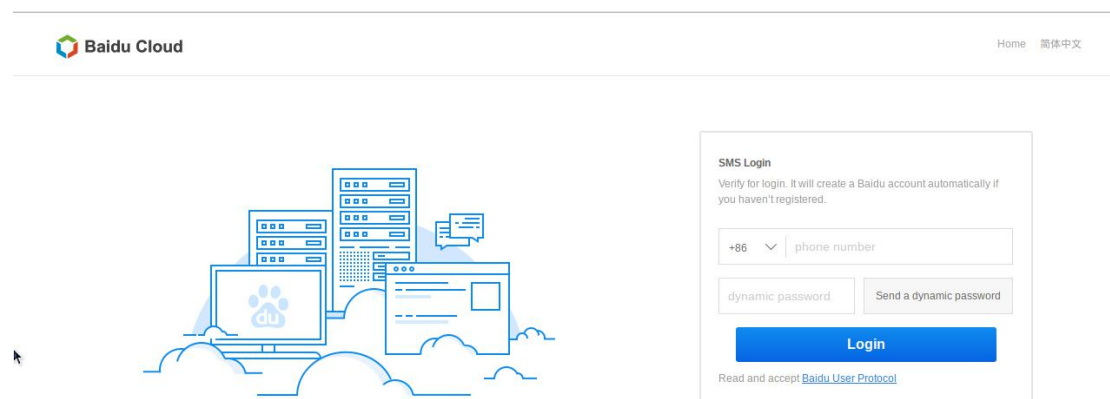 Baidu Cloud
Home 简体中文
SMS Login
Verify for login. It will create a Baidu account automatically if
you haven't registered.
+86 phone number
dynamic password Send a dynamic password
du
Login
Read and accept Baidu User Protocol